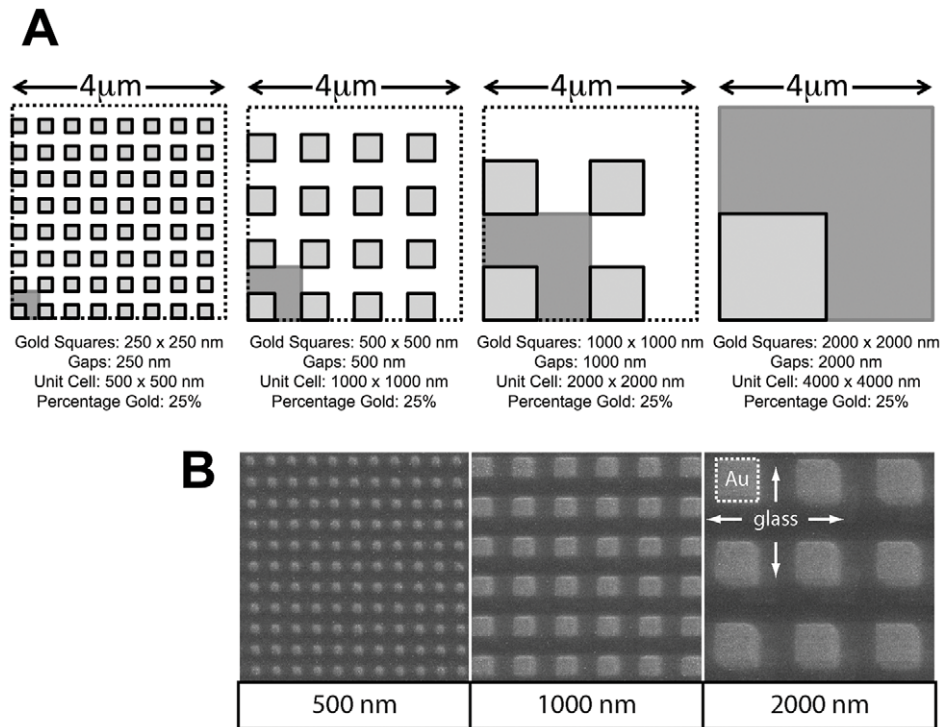 A
4μm 4μm 4μm 4μm
Gold Squares: 250 x 250 nm
Gaps: 250 nm
Unit Cell: 500 x 500 nm
Percentage Gold: 25%
Gold Squares: 500 x 500 nm
Gaps: 500 nm
Unit Cell: 1000 x 1000 nm
Percentage Gold: 25%
Gold Squares: 1000 x 1000 nm
Gaps: 1000 nm
Unit Cell: 2000 x 2000 nm
Percentage Gold: 25%
Gold Squares: 2000 x 2000 nm
Gaps: 2000 nm
Unit Cell: 4000 x 4000 nm
Percentage Gold: 25%
B
Au
glass
500 nm 1000 nm 2000 nm